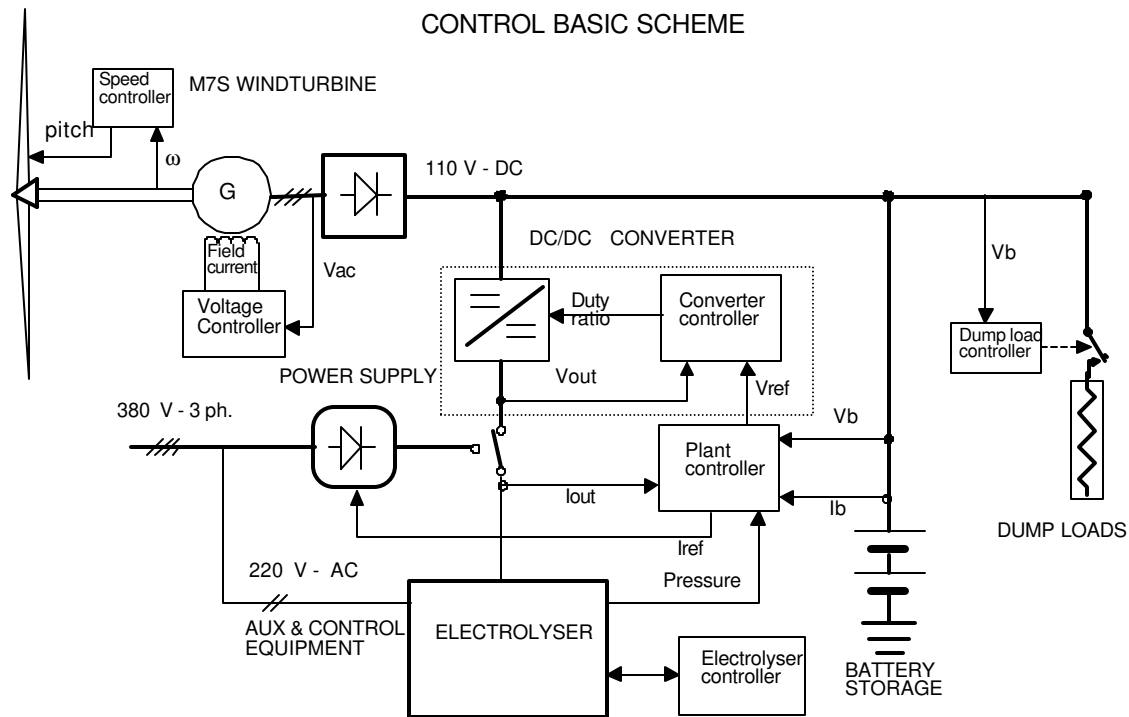 CONTROL BASIC SCHEME
Speed
controller
M7S WINDTURBINE
pitch
ω
G
110 V - DC
Field
current
Vac
Voltage
Controller
DC/DC CONVERTER
Duty
ratio
Converter
controller
Vb
Dump load
controller
POWER SUPPLY
Vout
Vref
380 V - 3 ph.
Vb
Plant
controller
Iout
Ib
DUMP LOADS
Iref
220 V - AC
Pressure
AUX & CONTROL
EQUIPMENT
ELECTROLYSER
Electrolyser
controller
BATTERY
STORAGE